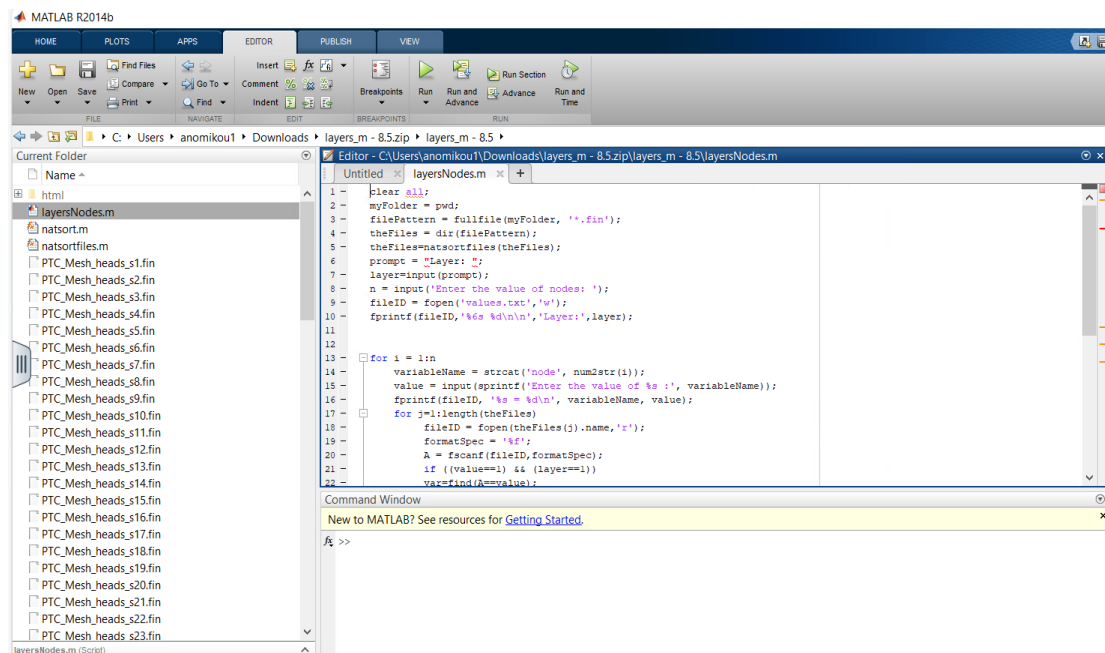 MATLAB R2014b
HOME PLOTS APPS EDITOR PUBLISH VIEW
New Open Save Find Files Compare Print Go To Find Insert fx Comment Indent Breakpoints Run Run and Advance Run Section Advance Run and Time
FILE NAVIGATE EDIT BREAKPOINTS RUN
C: Users anomikou1 Downloads layers_m - 8.5.zip layers_m - 8.5
Current Folder
Name
html
layersNodes.m
natsort.m
natsortfiles.m
PTC_Mesh_heads_s1.fin
PTC_Mesh_heads_s2.fin
PTC_Mesh_heads_s3.fin
PTC_Mesh_heads_s4.fin
PTC_Mesh_heads_s5.fin
PTC_Mesh_heads_s6.fin
PTC_Mesh_heads_s7.fin
PTC_Mesh_heads_s8.fin
PTC_Mesh_heads_s9.fin
PTC_Mesh_heads_s10.fin
PTC_Mesh_heads_s11.fin
PTC_Mesh_heads_s12.fin
PTC_Mesh_heads_s13.fin
PTC_Mesh_heads_s14.fin
PTC_Mesh_heads_s15.fin
PTC_Mesh_heads_s16.fin
PTC_Mesh_heads_s17.fin
PTC_Mesh_heads_s18.fin
PTC_Mesh_heads_s19.fin
PTC_Mesh_heads_s20.fin
PTC_Mesh_heads_s21.fin
PTC_Mesh_heads_s22.fin
PTC_Mesh_heads_s23.fin
layersNodes.m (Script)
Editor - C:\Users\anomikou1\Downloads\layers_m - 8.5.zip\layers_m - 8.5\layersNodes.m
Untitled × layersNodes.m × +
1 – clear all;
2 – myFolder = pwd;
3 – filePattern = fullfile(myFolder, '*.fin');
4 – theFiles = dir(filePattern);
5 – theFiles=natsortfiles(theFiles);
6 prompt = "Layer: ";
7 – layer=input(prompt);
8 – n = input('Enter the value of nodes: ');
9 – fileID = fopen('values.txt','w');
10 – fprintf(fileID,'%6s %d\n\n','Layer:',layer);
11
12
13 – for i = 1:n
14 – variableName = strcat('node', num2str(i));
15 – value = input(sprintf('Enter the value of %s :', variableName));
16 – fprintf(fileID, '%s = %d\n', variableName, value);
17 – for j=1:length(theFiles)
18 – fileID = fopen(theFiles(j).name,'r');
19 – formatSpec = '%f';
20 – A = fscanf(fileID,formatSpec);
21 – if ((value==1) && (layer==1))
22 – var=find(A==value);
Command Window
New to MATLAB? See resources for Getting Started.
fx >>